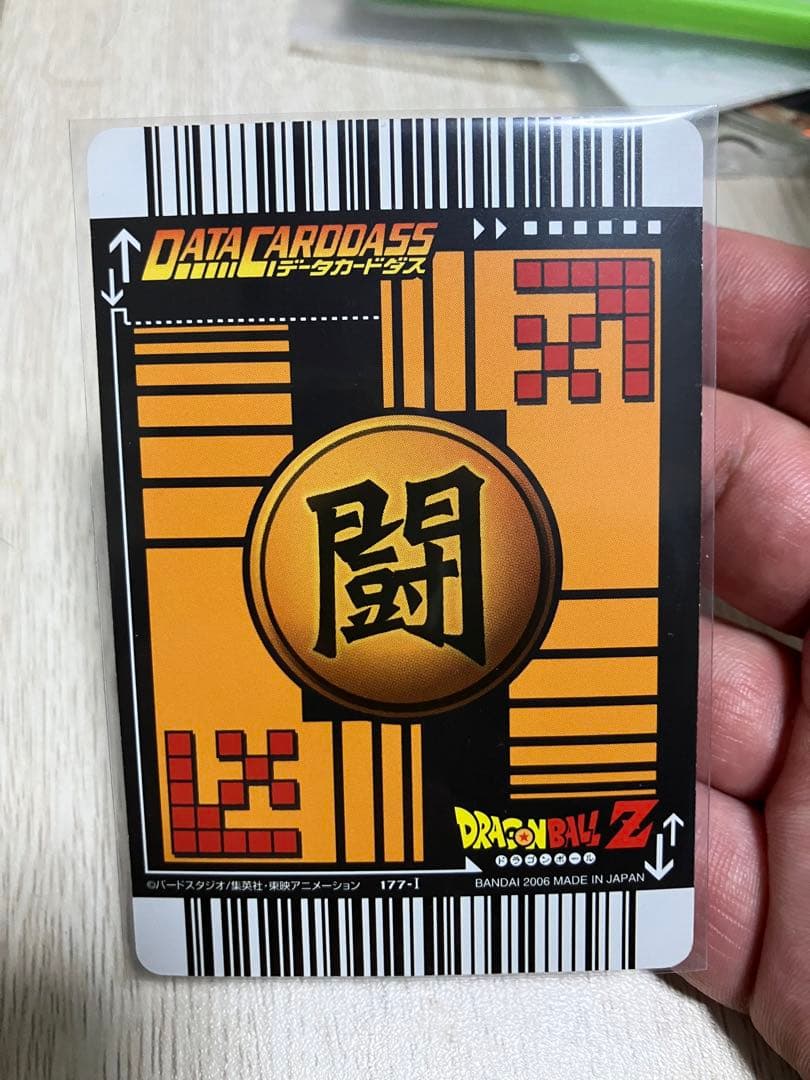 DATA CARDDASS
データカードダス
闘
DRAGONBALL Z
ドラゴンボール
©バードスタジオ/集英社・東映アニメーション 177-I
BANDAI 2006 MADE IN JAPAN